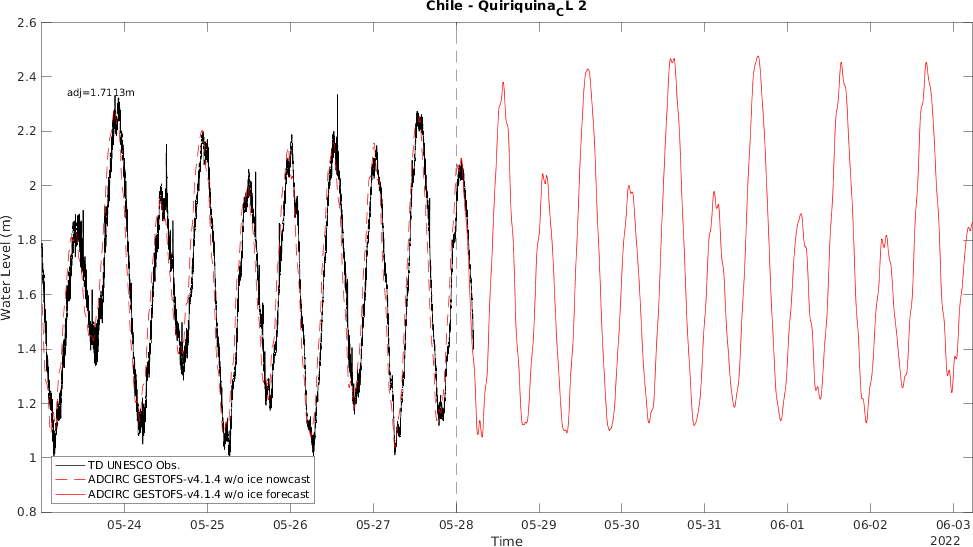 Chile - Quiriquina_CL 2
2.6
2.4
2.2
2
1.8
1.6
1.4
1.2
1
0.8
Water Level (m)
adj=1.7113m
TD UNESCO Obs.
ADCIRC GESTOFS-v4.1.4 w/o ice nowcast
ADCIRC GESTOFS-v4.1.4 w/o ice forecast
05-24 05-25 05-26 05-27 05-28 05-29 05-30 05-31 06-01 06-02 06-03
Time
2022